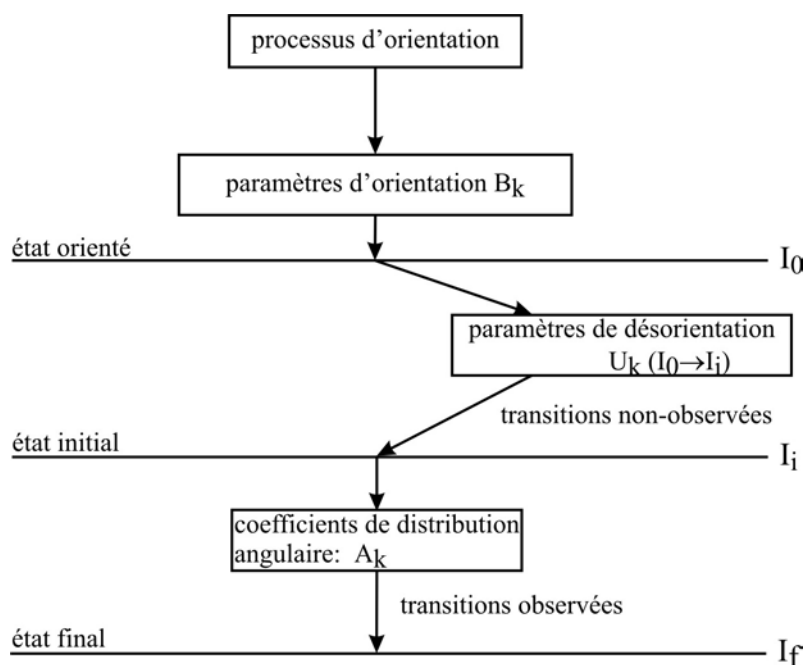 processus d'orientation
paramètres d'orientation Bk
état orienté
I0
paramètres de désorientation
Uk (I0→Ii)
transitions non-observées
état initial
Ii
coefficients de distribution
angulaire: Ak
transitions observées
état final
If